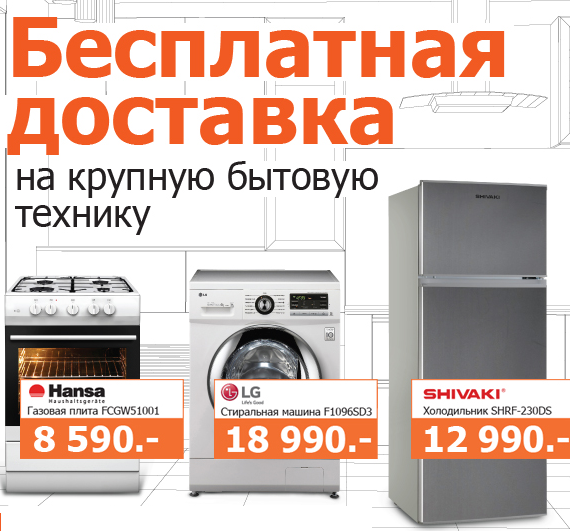 Бесплатная
доставка
на крупную бытовую
технику
SHIVAKI
LG
Hansa
Haushaltsgeräte
Газовая плита FCGW51001
8 590.-
LG
Life's Good
Стиральная машина F1096SD3
18 990.-
SHIVAKI®
Холодильник SHRF-230DS
12 990.-